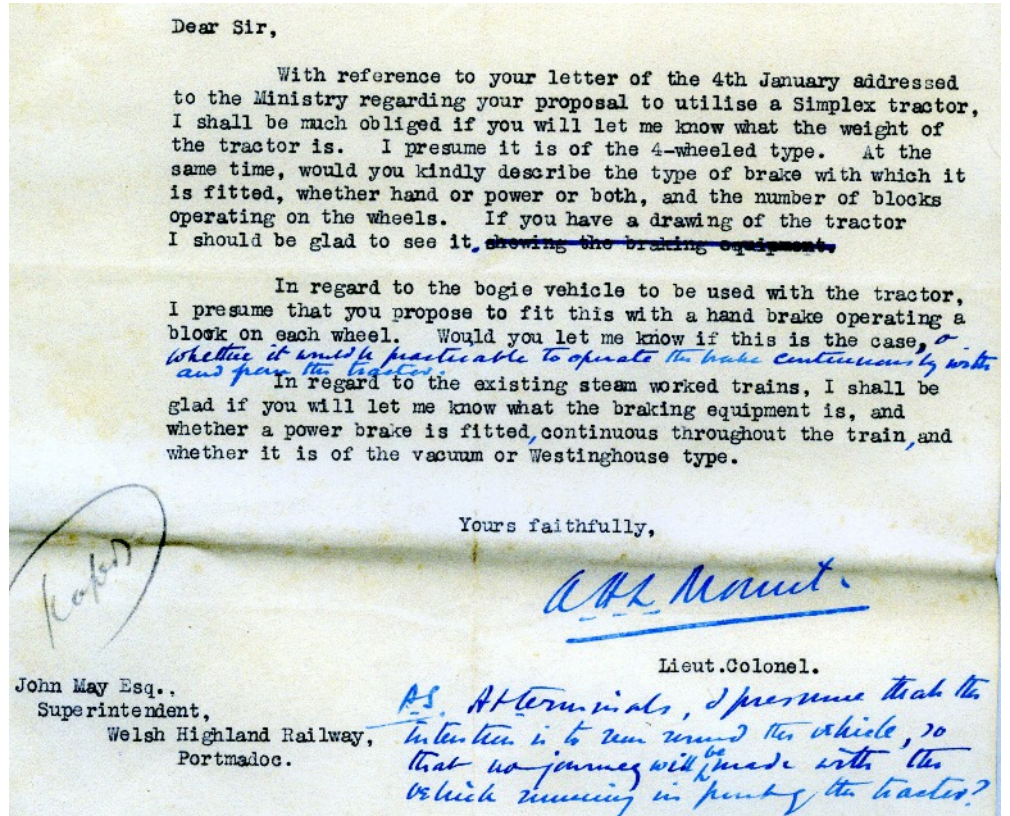 Dear Sir,
With reference to your letter of the 4th January addressed
to the Ministry regarding your proposal to utilise a Simplex tractor,
I shall be much obliged if you will let me know what the weight of
the tractor is. I presume it is of the 4-wheeled type. At the
same time, would you kindly describe the type of brake with which it
is fitted, whether hand or power or both, and the number of blocks
operating on the wheels. If you have a drawing of the tractor
I should be glad to see it, showing the braking equipment.
In regard to the bogie vehicle to be used with the tractor,
I presume that you propose to fit this with a hand brake operating a
block on each wheel. Would you let me know if this is the case, or
whether it would be practicable to operate the brake continuously with
and from the tractor.
In regard to the existing steam worked trains, I shall be
glad if you will let me know what the braking equipment is, and
whether a power brake is fitted, continuous throughout the train, and
whether it is of the vacuum or Westinghouse type.
Yours faithfully,
A H L Mount.
Lieut.Colonel.
John May Esq.,
Superintendent,
Welsh Highland Railway,
Portmadoc.
P.S. At terminals, I presume that the
intention is to run round the vehicle, so
that no journey will be made with the
vehicle running in front of the tractor?